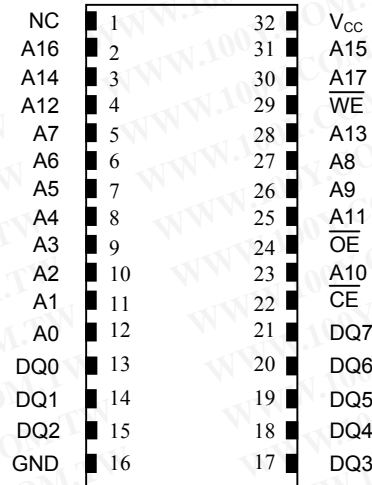 NC 1 32 VCC
A16 2 31 A15
A14 3 30 A17
A12 4 29 WE
A7 5 28 A13
A6 6 27 A8
A5 7 26 A9
A4 8 25 A11
A3 9 24 OE
A2 10 23 A10
A1 11 22 CE
A0 12 21 DQ7
DQ0 13 20 DQ6
DQ1 14 19 DQ5
DQ2 15 18 DQ4
GND 16 17 DQ3